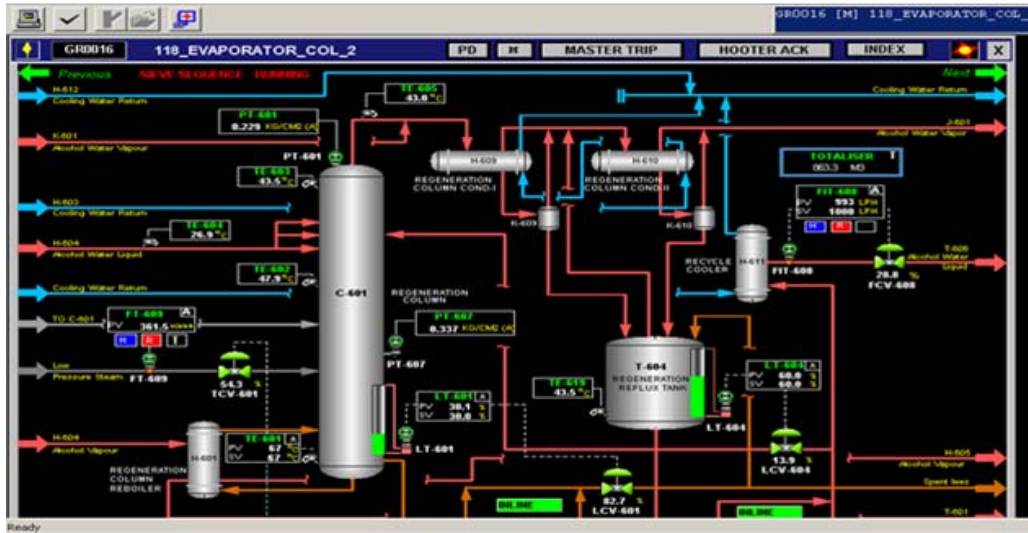 GR0016 [M] 118_EVAPORATOR_COL_
GR0016
118_EVAPORATOR_COL_2
PD
M
MASTER TRIP
HOOTER ACK
INDEX
X
Previous
SIEVE SEQUENCE RUNNING
Next
H-612
Cooling Water Return
TE-605
43.0 °C
Cooling Water Return
PT-601
0.229 KG/CM2 (A)
K-601
Alcohol Water Vapour
PT-601
J-601
Alcohol Water Vapor
H-609
REGENERATION
COLUMN COND-I
H-610
REGENERATION
COLUMN COND-II
TOTALISER T
863.3 M3
TE-603
43.5 °C
FIT-608 A
PV 993 LPH
SV 1000 LPH
M R
H-603
Cooling Water Return
TE-604
26.9 °C
H-604
Alcohol Water Liquid
K-609
K-610
RECYCLE
COOLER
H-611
FIT-608
28.8 %
FCV-608
T-606
Alcohol Water
Liquid
TE-602
47.9 °C
Cooling Water Return
C-601
REGENERATION
COLUMN
TO C-601
FT-609 A
PV 361.5
M R T
PT-607
0.337 KG/CM2 (A)
PT-607
Low
Pressure Steam
FT-609
54.3 %
TCV-601
T-604
REGENERATION
REFLUX TANK
TE-619
43.5 °C
LT-604 A
PV 60.0 %
SV 60.0 %
LT-604
LT-601 A
PV 38.1 %
SV 38.0 %
LT-601
H-604
Alcohol Vapour
H-601
REGENERATION
COLUMN
REBOILER
TE-601 A
PV 67 °C
SV 67 °C
13.9 %
LCV-604
H-605
Alcohol Vapour
82.7 %
LCV-601
Spent lees
INLINE
INLINE
T-601
Ready